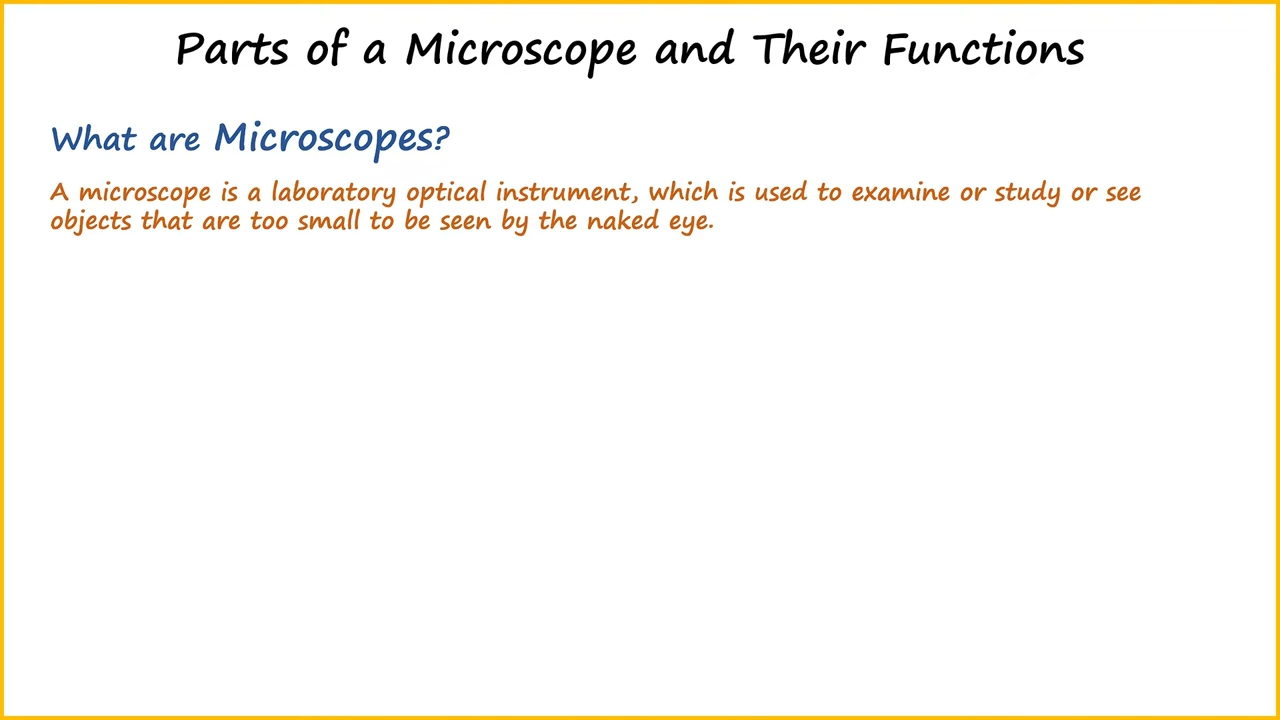 Parts of a Microscope and Their Functions
What are Microscopes?
A microscope is a laboratory optical instrument, which is used to examine or study or see
objects that are too small to be seen by the naked eye.